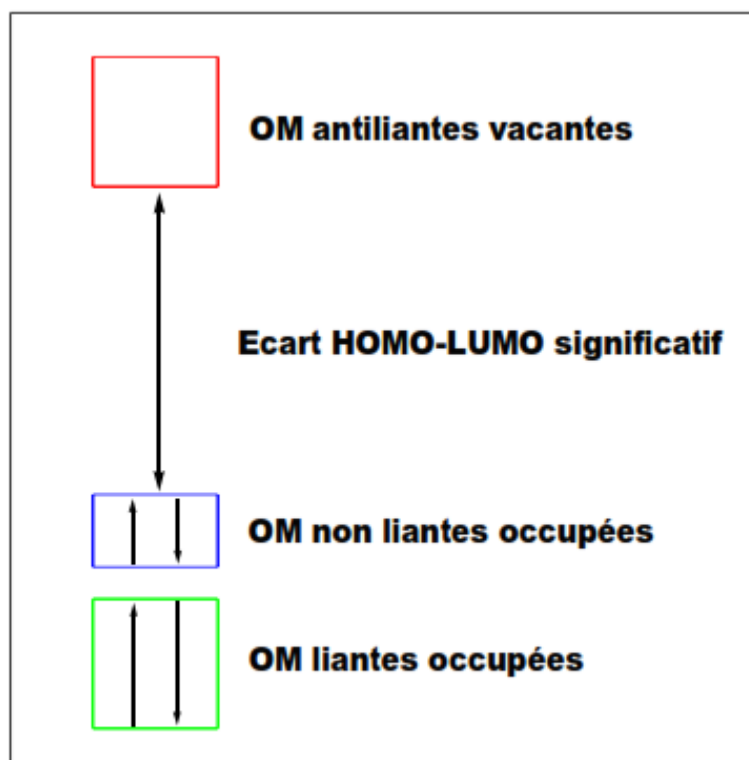 OM antiliantes vacantes
Ecart HOMO-LUMO significatif
OM non liantes occupées
OM liantes occupées